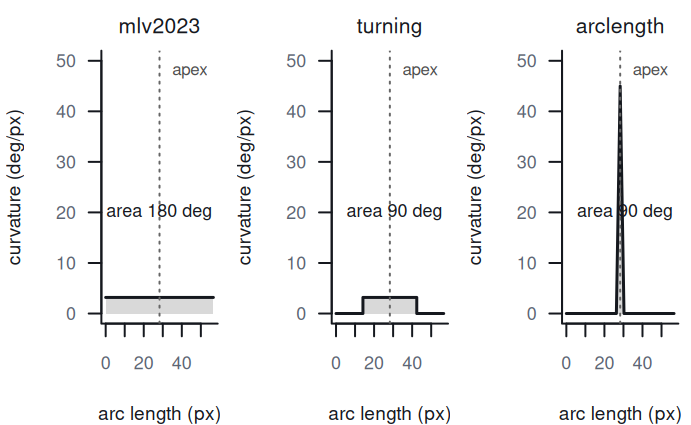 mlv2023
curvature (deg/px)
50
40
30
20
10
0
apex
area 180 deg
0 20 40
arc length (px)
turning
curvature (deg/px)
50
40
30
20
10
0
apex
area 90 deg
0 20 40
arc length (px)
arclength
curvature (deg/px)
50
40
30
20
10
0
apex
area 90 deg
0 20 40
arc length (px)